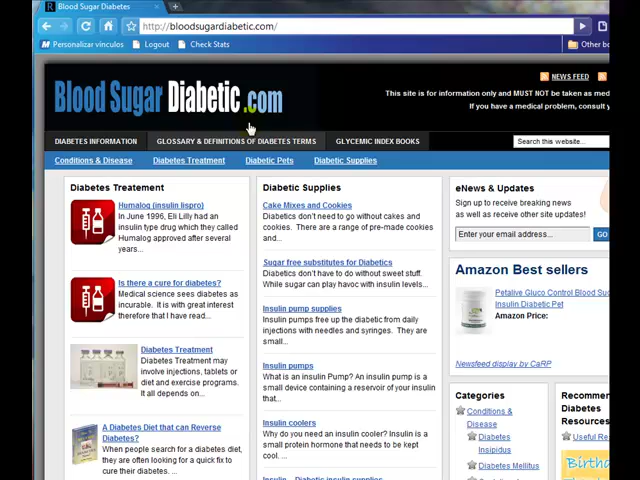 Blood Sugar Diabetes
http://bloodsugardiabetic.com/
Personalizar vínculos
Logout
Check Stats
Other bo
Blood Sugar Diabetic.com
NEWS FEED
This site is for information only and MUST NOT be taken as med
If you have a medical problem, consult y
DIABETES INFORMATION
GLOSSARY & DEFINITIONS OF DIABETES TERMS
GLYCEMIC INDEX BOOKS
Search this website...
Conditions & Disease
Diabetes Treatment
Diabetic Pets
Diabetic Supplies
Diabetes Treatement
Humalog (insulin lispro)
In June 1996, Eli Lilly had an
insulin type drug which they called
Humalog approved after several
years...
Is there a cure for diabetes?
Medical science sees diabetes as
incurable. It is with great interest
therefore that I have read...
Diabetes Treatment
Diabetes Treatment may
involve injections, tablets or
diet and exercise programs.
It all depends on...
A Diabetes Diet that can Reverse
Diabetes?
When people search for a diabetes diet,
they are often looking for a quick fix to
cure their diabetes. ...
Diabetic Supplies
Cake Mixes and Cookies
Diabetics don't need to go without cakes and
cookies. There are a range of pre-made cookies
and...
Sugar free substitutes for Diabetics
Diabetics don't have to do without sweet stuff.
While sugar can play havoc with insulin levels...
Insulin pump supplies
Insulin pumps free up the diabetic from daily
injections with needles and syringes. They are
small...
Insulin pumps
What is an insulin Pump? An insulin pump is a
small device containing a reservoir of your insulin
that...
Insulin coolers
Why do you need an insulin cooler? Insulin is a
small protein hormone that needs to be kept
cool. ...
Insulin - Diabetic insulin supplies
eNews & Updates
Sign up to receive breaking news
as well as receive other site updates!
Enter your email address...
GO
Amazon Best sellers
Petalive Gluco Control Blood Sug
Insulin Diabetic Pet
Amazon Price:
Newsfeed display by CaRP
Categories
Conditions &
Disease
Diabetes
Insipidus
Diabetes Mellitus
Recommen
Diabetes
Resources
Useful Re
Birth